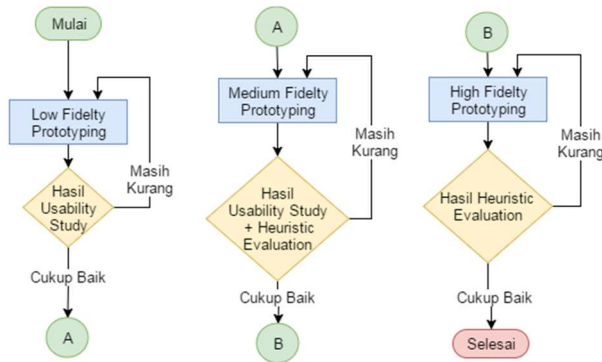 Mulai
Low Fidelty
Prototyping
Masih
Kurang
Hasil
Usability
Study
Cukup Baik
A
A
Medium Fidelty
Prototyping
Masih
Kurang
Hasil
Usability Study
+ Heuristic
Evaluation
Cukup Baik
B
B
High Fidelty
Prototyping
Masih
Kurang
Hasil Heuristic
Evaluation
Cukup Baik
Selesai